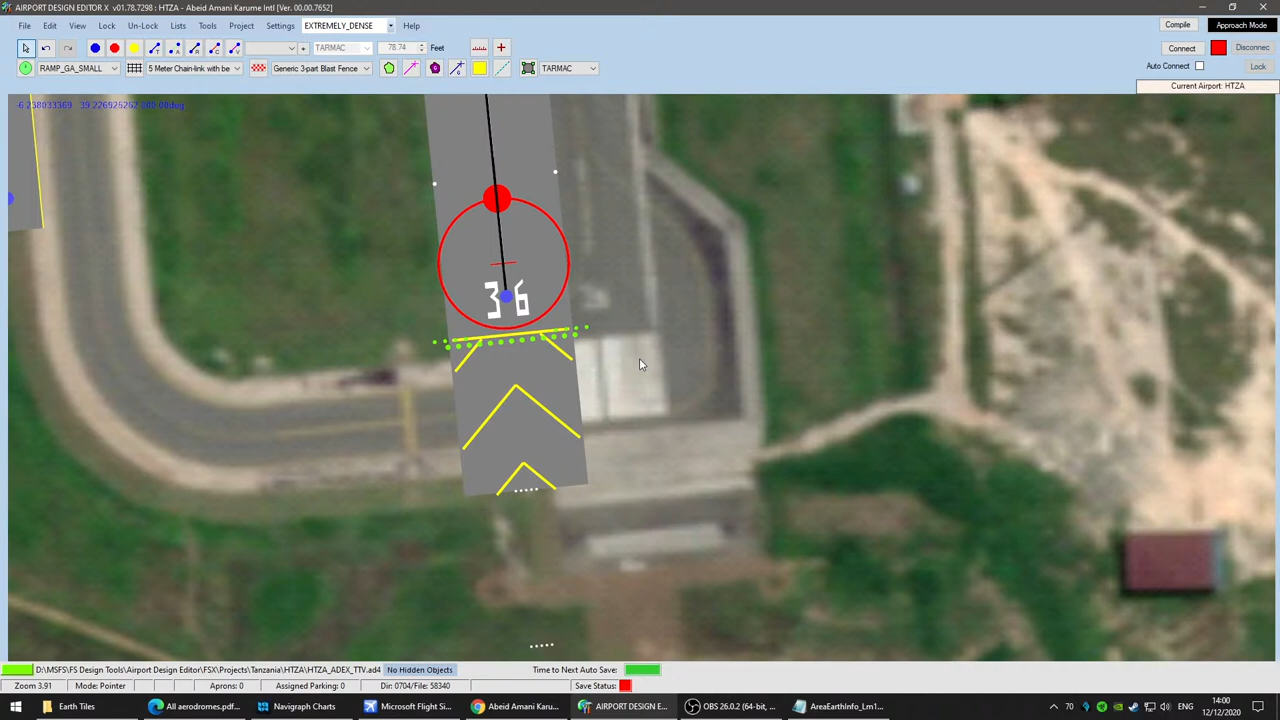 AIRPORT DESIGN EDITOR X v01.78.7298 : HTZA - Abeid Amani Karume Intl [Ver. 00.00.7652]
File Edit View Lock Un-Lock Lists Tools Project Settings EXTREMELY_DENSE Help Compile Approach Mode
TARMAC 78.74 Feet Connect Disconnec
RAMP_GA_SMALL 5 Meter Chain-link with be Generic 3-part Blast Fence TARMAC Auto Connect Lock
Current Airport: HTZA
36
D:\MSFS\FS Design Tools\Airport Design Editor\FSX\Projects\Tanzania\HTZA\HTZA_ADEX_TTV.ad4 No Hidden Objects Time to Next Auto Save:
Zoom 3.91 Mode: Pointer Aprons: 0 Assigned Parking: 0 Dir: 0704/File: 58340 Save Status:
Earth Tiles All aerodromes.pdf... Navigraph Charts Microsoft Flight Si... Abeid Amani Karu... AIRPORT DESIGN E... OBS 26.0.2 (64-bit, ... AreaEarthInfo_Lm1... 70 ENG 14:00
12/12/2020